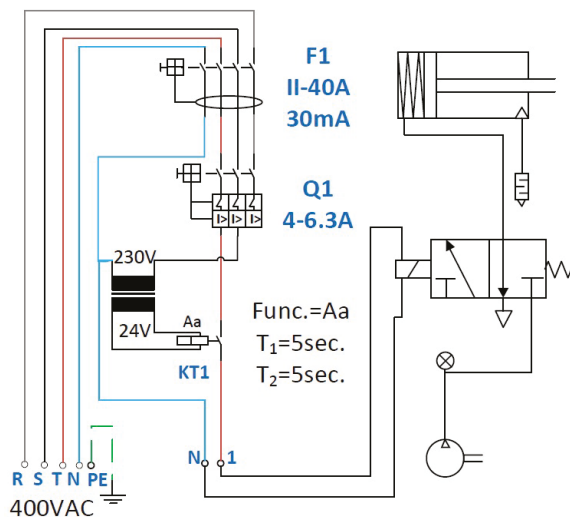 F1
II-40A
30mA
Q1
4-6.3A
I> I> I>
230V
24V
Aa
KT1
Func.=Aa
T₁=5sec.
T₂=5sec.
N 1
R S T N PE
400VAC